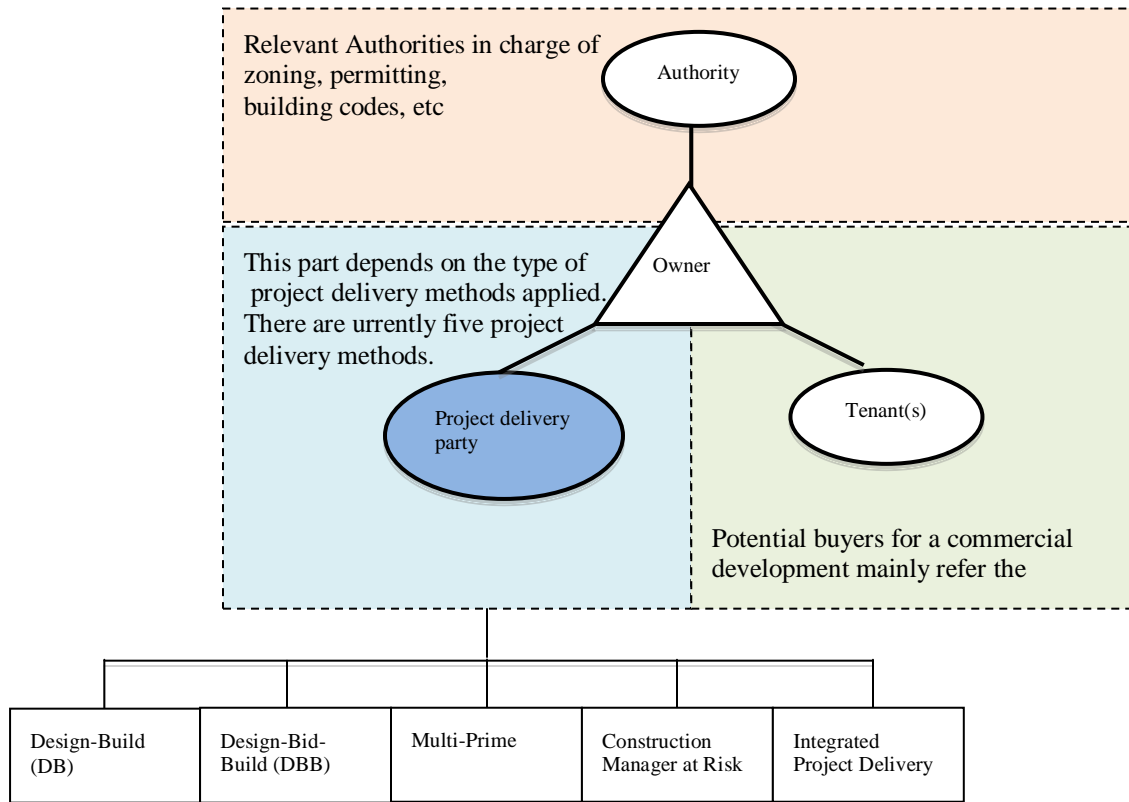 Relevant Authorities in charge of
zoning, permitting,
building codes, etc
Authority
Owner
This part depends on the type of
project delivery methods applied.
There are urrently five project
delivery methods.
Project delivery
party
Tenant(s)
Potential buyers for a commercial
development mainly refer the
Design-Build
(DB)
Design-Bid-
Build (DBB)
Multi-Prime
Construction
Manager at Risk
Integrated
Project Delivery